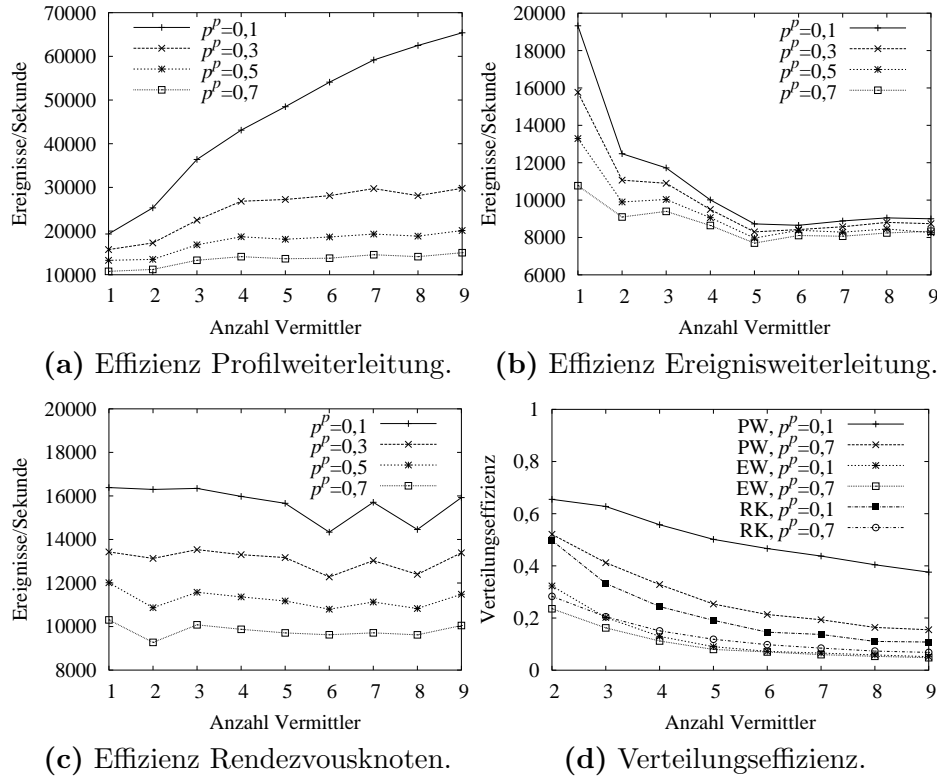 70000
60000
50000
40000
30000
20000
10000
Ereignisse/Sekunde
p^p=0,1
p^p=0,3
p^p=0,5
p^p=0,7
1 2 3 4 5 6 7 8 9
Anzahl Vermittler
(a) Effizienz Profilweiterleitung.
20000
18000
16000
14000
12000
10000
8000
6000
Ereignisse/Sekunde
p^p=0,1
p^p=0,3
p^p=0,5
p^p=0,7
1 2 3 4 5 6 7 8 9
Anzahl Vermittler
(b) Effizienz Ereignisweiterleitung.
20000
18000
16000
14000
12000
10000
8000
Ereignisse/Sekunde
p^p=0,1
p^p=0,3
p^p=0,5
p^p=0,7
1 2 3 4 5 6 7 8 9
Anzahl Vermittler
(c) Effizienz Rendezvousknoten.
1
0,8
0,6
0,4
0,2
0
Verteilungseffizienz
PW, p^p=0,1
PW, p^p=0,7
EW, p^p=0,1
EW, p^p=0,7
RK, p^p=0,1
RK, p^p=0,7
2 3 4 5 6 7 8 9
Anzahl Vermittler
(d) Verteilungseffizienz.